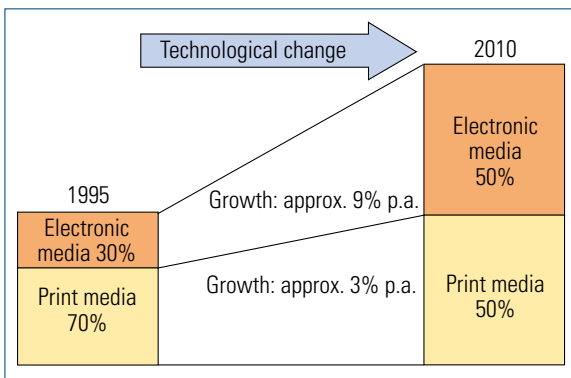 Technological change
2010
Electronic
media
50%
1995
Growth: approx. 9% p.a.
Electronic
media 30%
Growth: approx. 3% p.a.
Print media
70%
Print media
50%